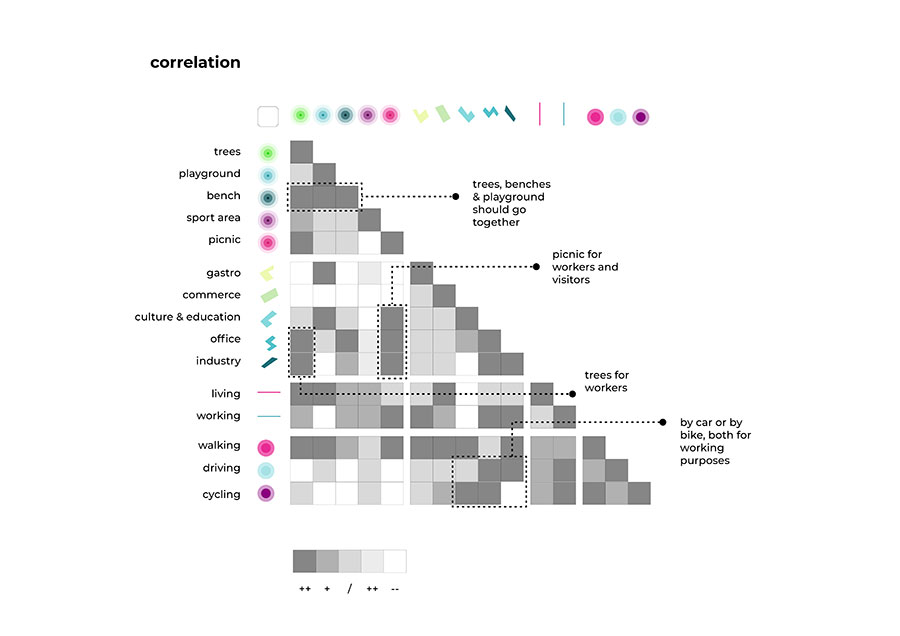 correlation
trees
playground
bench
sport area
picnic
trees, benches
& playground
should go
together
gastro
commerce
culture & education
office
industry
picnic for
workers and
visitors
living
working
trees for
workers
walking
driving
cycling
by car or by
bike, both for
working
purposes
++ + / ++ --